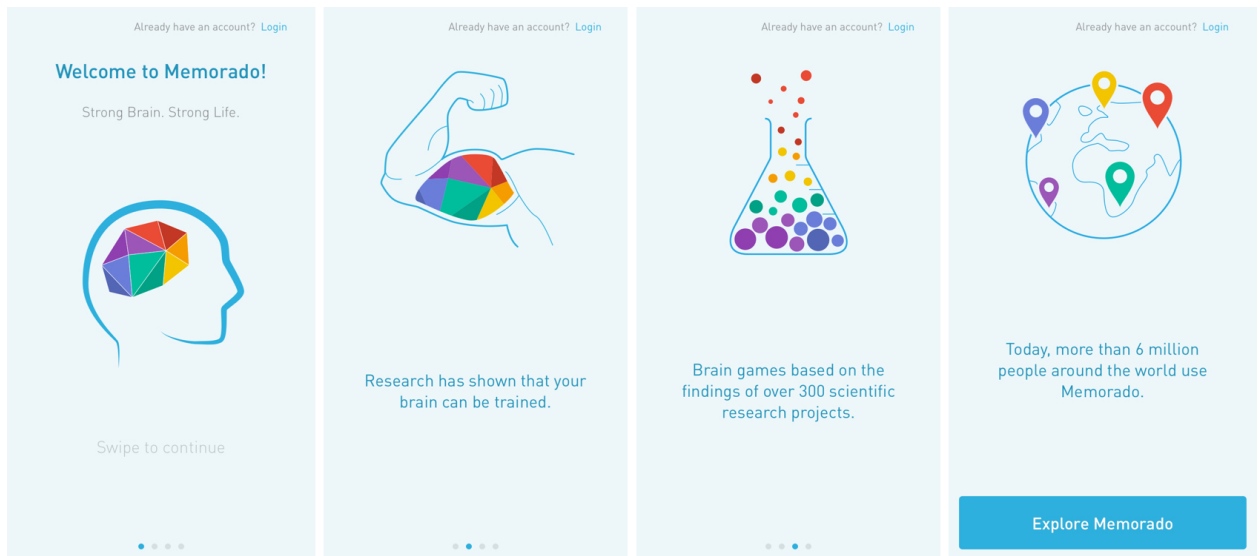 Already have an account? Login
Welcome to Memorado!
Strong Brain. Strong Life.
Swipe to continue
Already have an account? Login
Research has shown that your
brain can be trained.
Already have an account? Login
Brain games based on the
findings of over 300 scientific
research projects.
Already have an account? Login
Today, more than 6 million
people around the world use
Memorado.
Explore Memorado